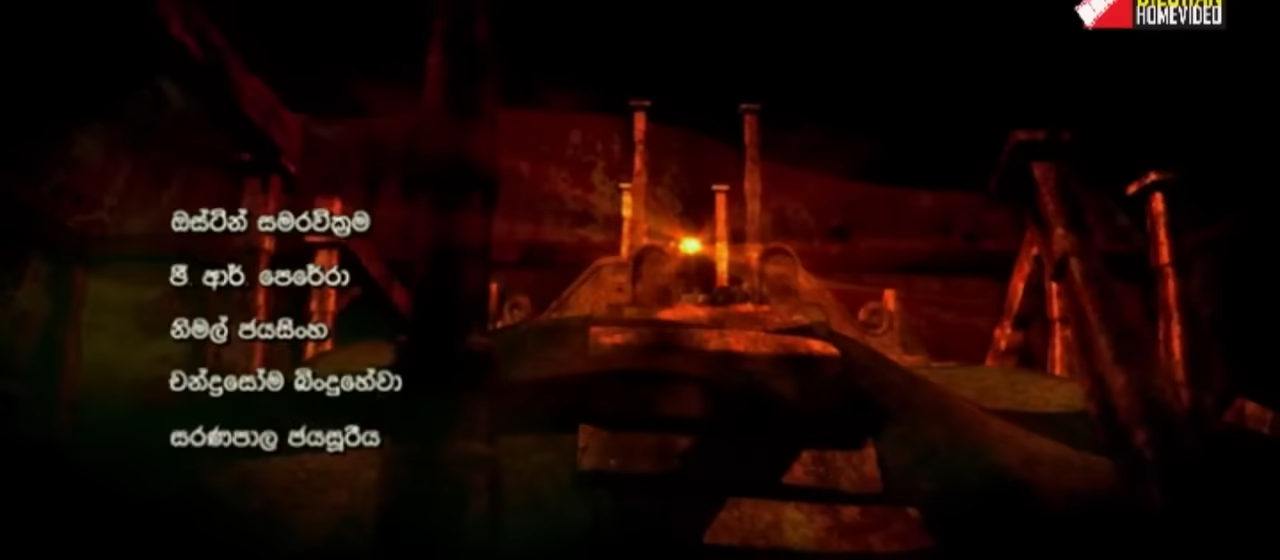 HOMEVIDEO
ඔස්ටින් සමරවික්‍රම
ජී. ආර්. පෙරේරා
නිමල් ජයසිංහ
චන්ද්‍රසෝම බිංදුහේවා
සරණපාල ජයසූරිය